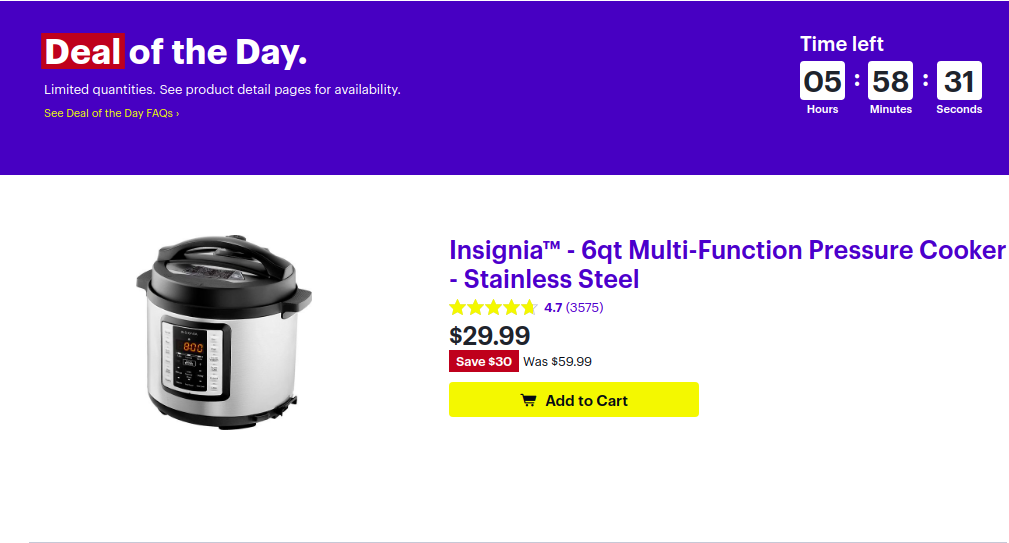 Deal of the Day.
Limited quantities. See product detail pages for availability.
See Deal of the Day FAQs ›
Time left
05 : 58 : 31
Hours Minutes Seconds
Insignia™ - 6qt Multi-Function Pressure Cooker
- Stainless Steel
4.7 (3575)
$29.99
Save $30 Was $59.99
Add to Cart
8:00